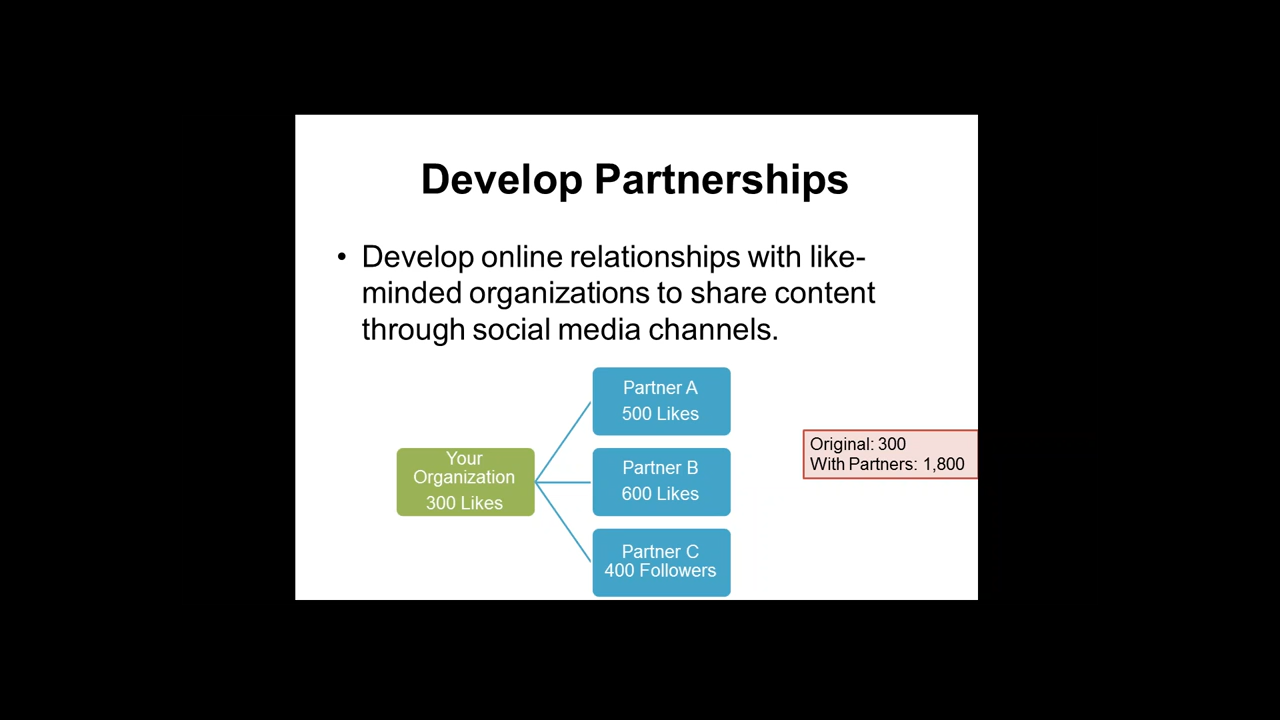 Develop Partnerships
• Develop online relationships with like-
minded organizations to share content
through social media channels.
Partner A
500 Likes
Your
Organization
300 Likes
Partner B
600 Likes
Partner C
400 Followers
Original: 300
With Partners: 1,800